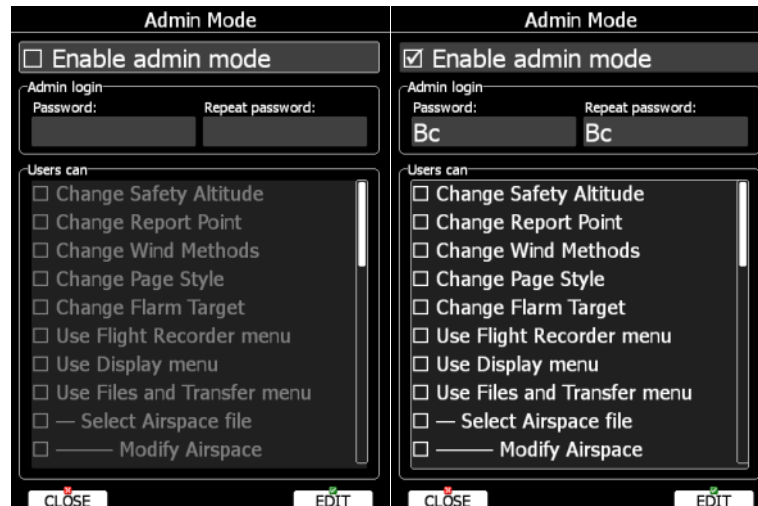 Admin Mode
Enable admin mode
Admin login
Password: Repeat password:
Users can
Change Safety Altitude
Change Report Point
Change Wind Methods
Change Page Style
Change Flarm Target
Use Flight Recorder menu
Use Display menu
Use Files and Transfer menu
— Select Airspace file
——— Modify Airspace
CLOSE EDIT
Admin Mode
Enable admin mode
Admin login
Password: Repeat password:
Bc Bc
Users can
Change Safety Altitude
Change Report Point
Change Wind Methods
Change Page Style
Change Flarm Target
Use Flight Recorder menu
Use Display menu
Use Files and Transfer menu
— Select Airspace file
——— Modify Airspace
CLOSE EDIT